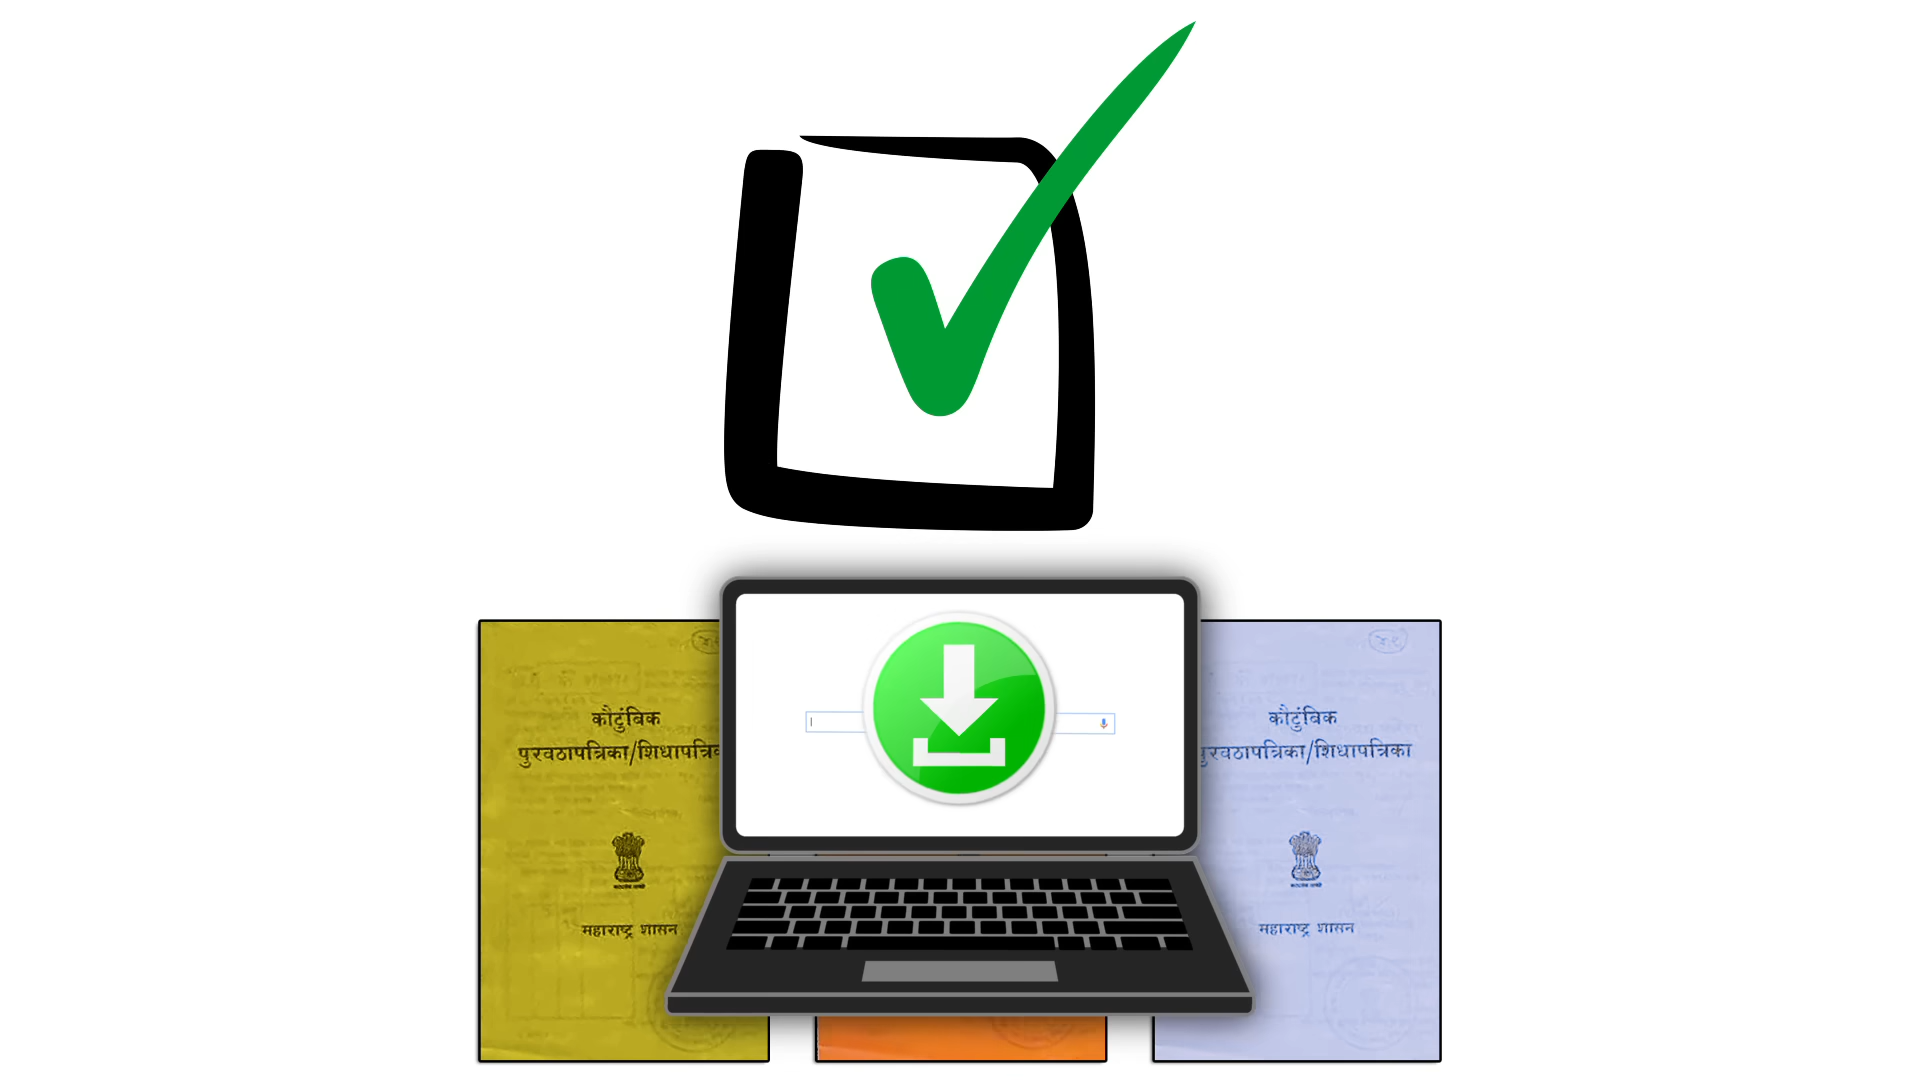 कौटुंबिक
पुरवठापत्रिका/शिधापत्रिक
महाराष्ट्र शासन
कौटुंबिक
पुरवठापत्रिका/शिधापत्रिका
महाराष्ट्र शासन